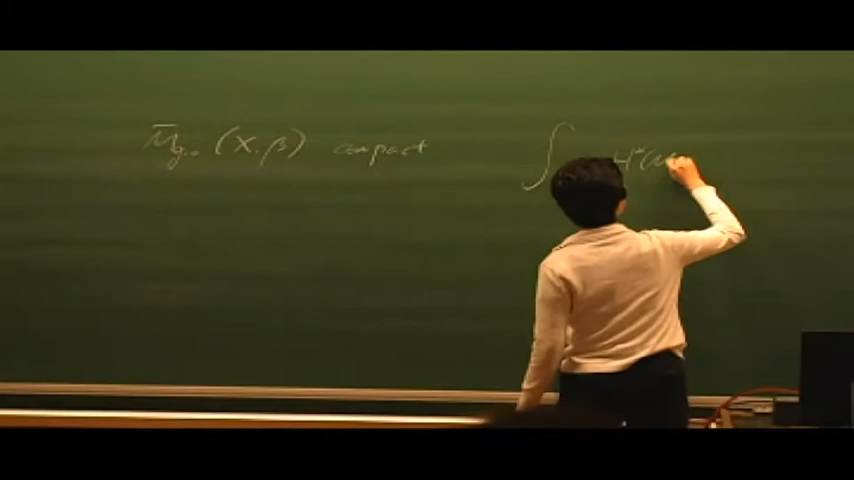 M̄g,0 (X, β) compact ∫ H*(M